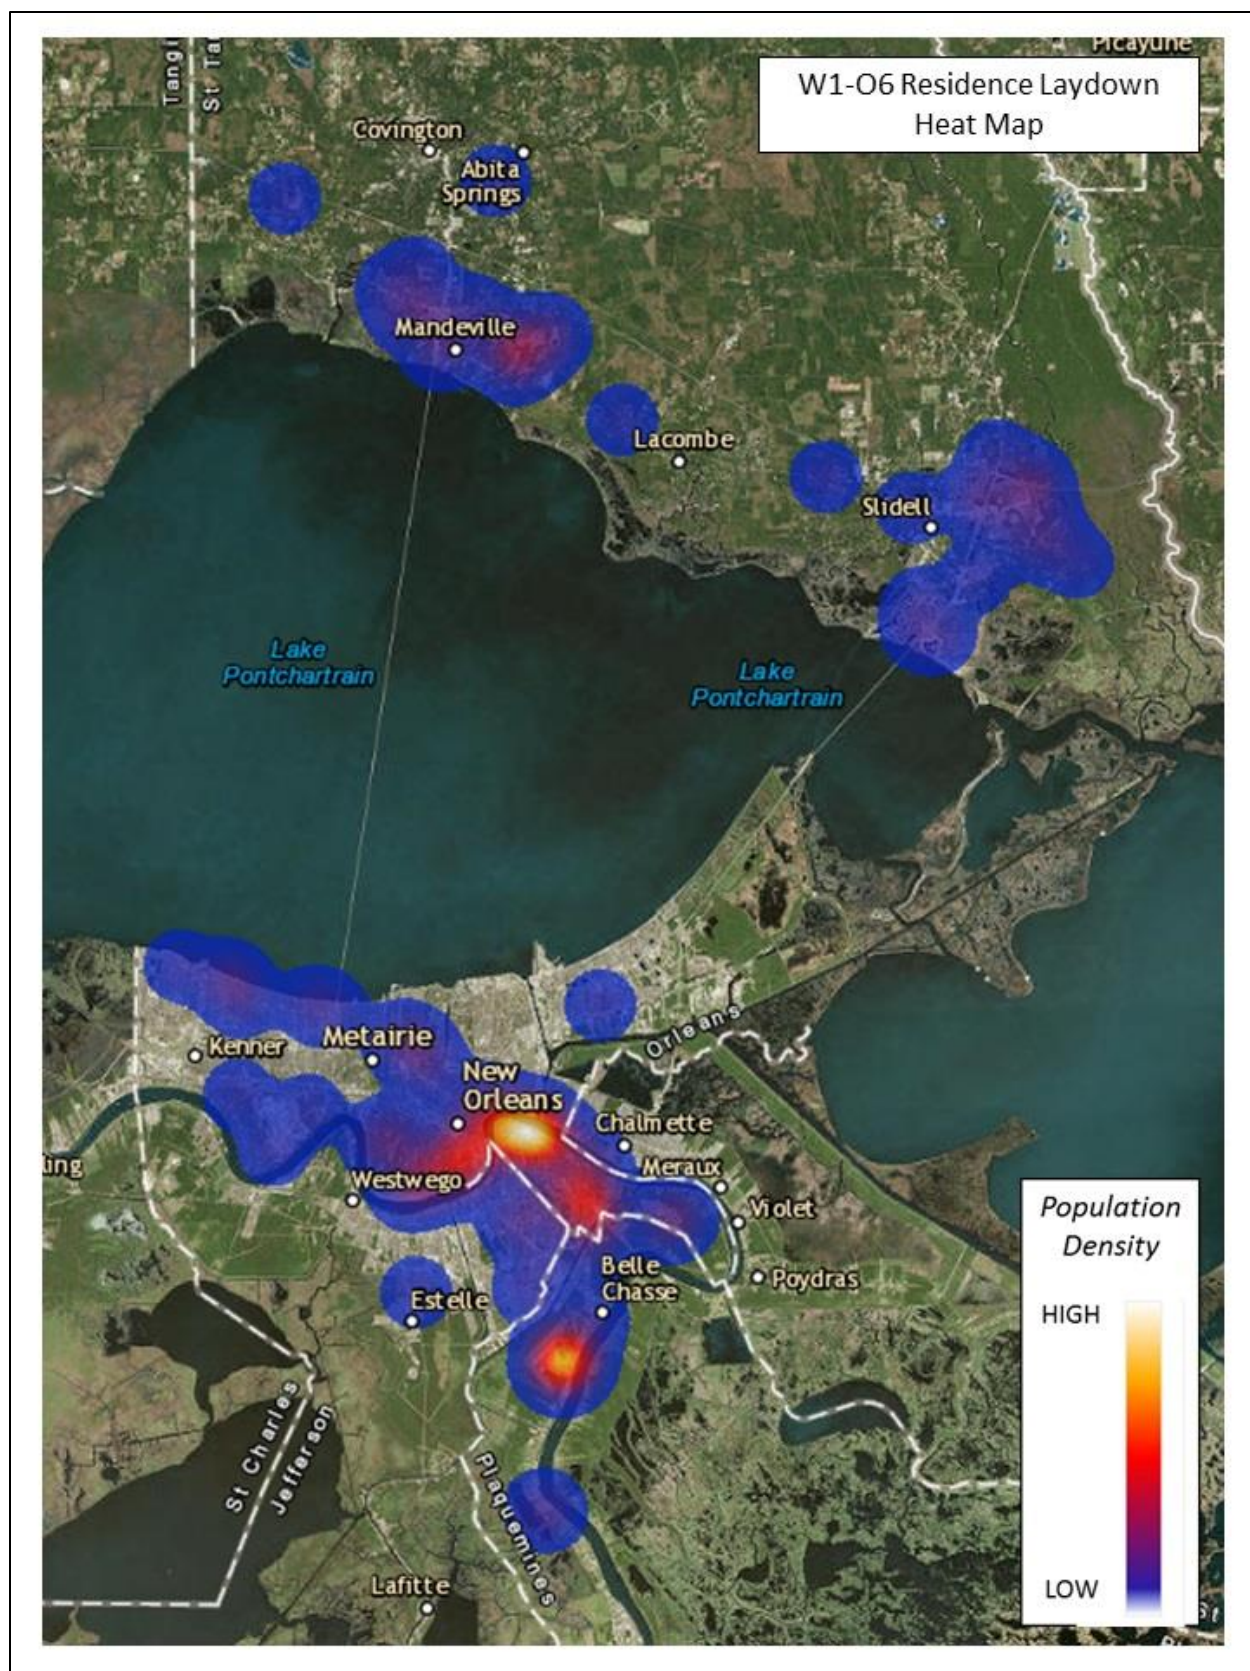 Picayune
W1-O6 Residence Laydown
Heat Map
Covington
Abita
Springs
Mandeville
Lacombe
Slidell
Lake
Pontchartrain
Lake
Pontchartrain
Kenner
Metairie
Orleans
New
Orleans
Chalmette
Meraux
Westwego
Violet
Belle
Chasse
Poydras
Estelle
St Charles
Jefferson
Plaquemines
Lafitte
Population
Density
HIGH
LOW